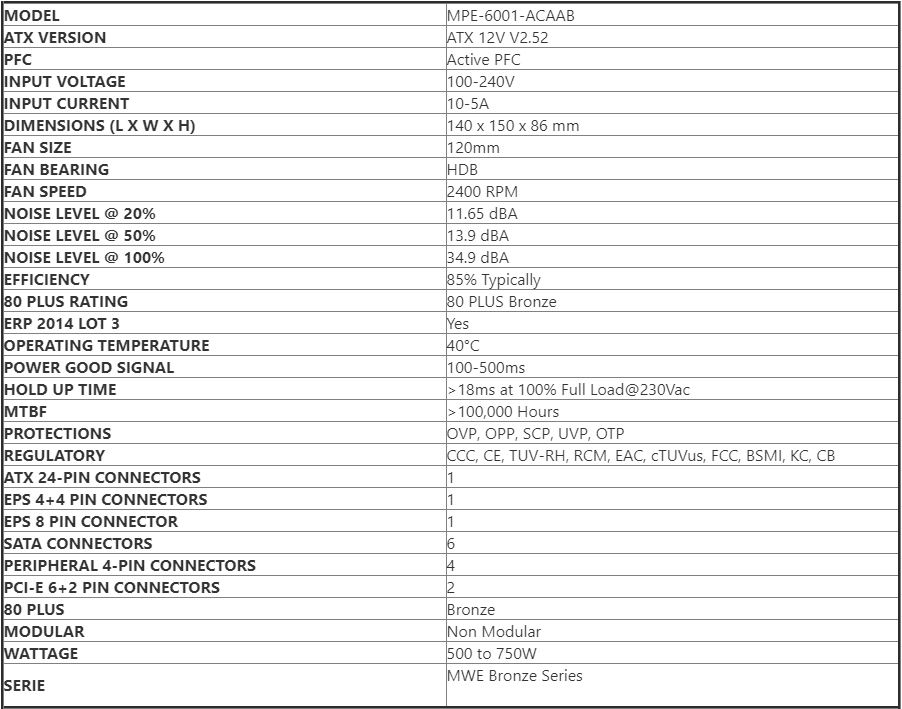 MODEL MPE-6001-ACAAB
ATX VERSION ATX 12V V2.52
PFC Active PFC
INPUT VOLTAGE 100-240V
INPUT CURRENT 10-5A
DIMENSIONS (L X W X H) 140 x 150 x 86 mm
FAN SIZE 120mm
FAN BEARING HDB
FAN SPEED 2400 RPM
NOISE LEVEL @ 20% 11.65 dBA
NOISE LEVEL @ 50% 13.9 dBA
NOISE LEVEL @ 100% 34.9 dBA
EFFICIENCY 85% Typically
80 PLUS RATING 80 PLUS Bronze
ERP 2014 LOT 3 Yes
OPERATING TEMPERATURE 40°C
POWER GOOD SIGNAL 100-500ms
HOLD UP TIME >18ms at 100% Full Load@230Vac
MTBF >100,000 Hours
PROTECTIONS OVP, OPP, SCP, UVP, OTP
REGULATORY CCC, CE, TUV-RH, RCM, EAC, cTUVus, FCC, BSMI, KC, CB
ATX 24-PIN CONNECTORS 1
EPS 4+4 PIN CONNECTORS 1
EPS 8 PIN CONNECTOR 1
SATA CONNECTORS 6
PERIPHERAL 4-PIN CONNECTORS 4
PCI-E 6+2 PIN CONNECTORS 2
80 PLUS Bronze
MODULAR Non Modular
WATTAGE 500 to 750W
SERIE MWE Bronze Series